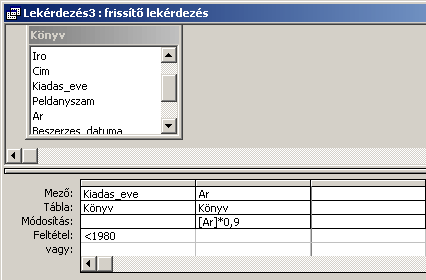 Lekérdezés3 : frissítő lekérdezés
Könyv
Iro
Cim
Kiadas_eve
Peldanyszam
Ar
Beszerzes_datuma
Mező: Kiadas_eve Ar
Tábla: Könyv Könyv
Módosítás: [Ar]*0,9
Feltétel: <1980
vagy: